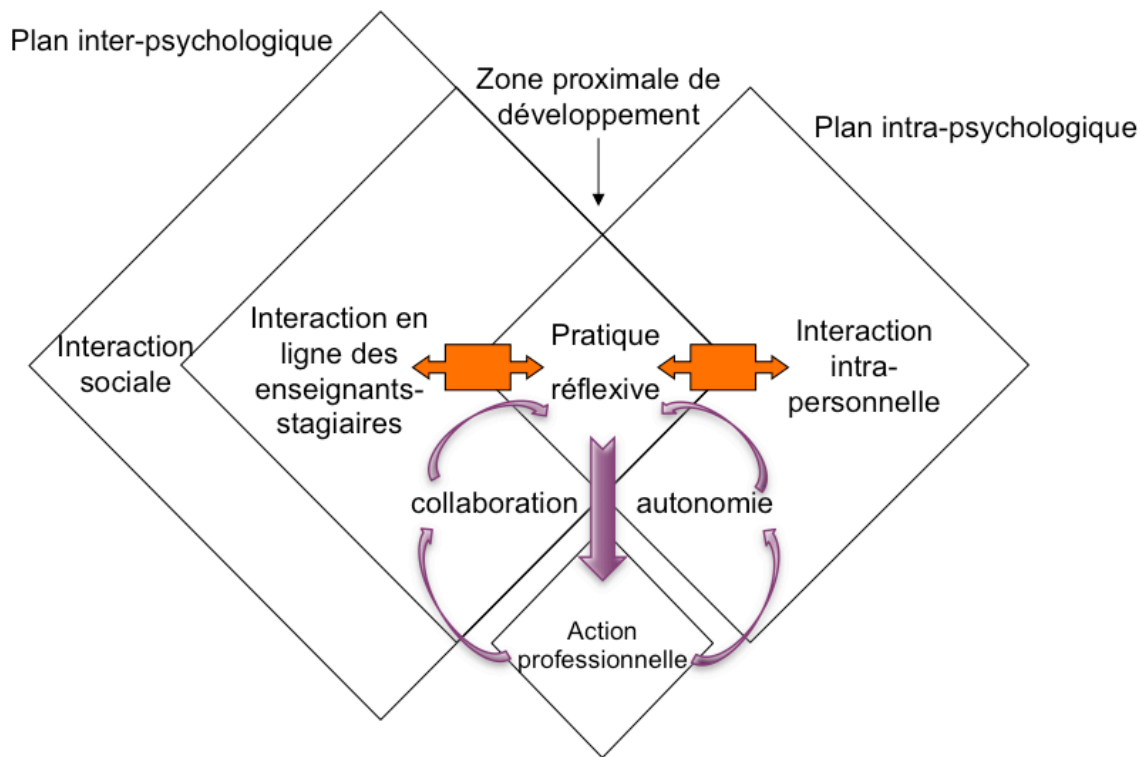 Plan inter-psychologique
Zone proximale de
développement
Plan intra-psychologique
Interaction
sociale
Interaction en
ligne des
enseignants-
stagiaires
Pratique
réflexive
Interaction
intra-
personnelle
collaboration
autonomie
Action
professionnelle